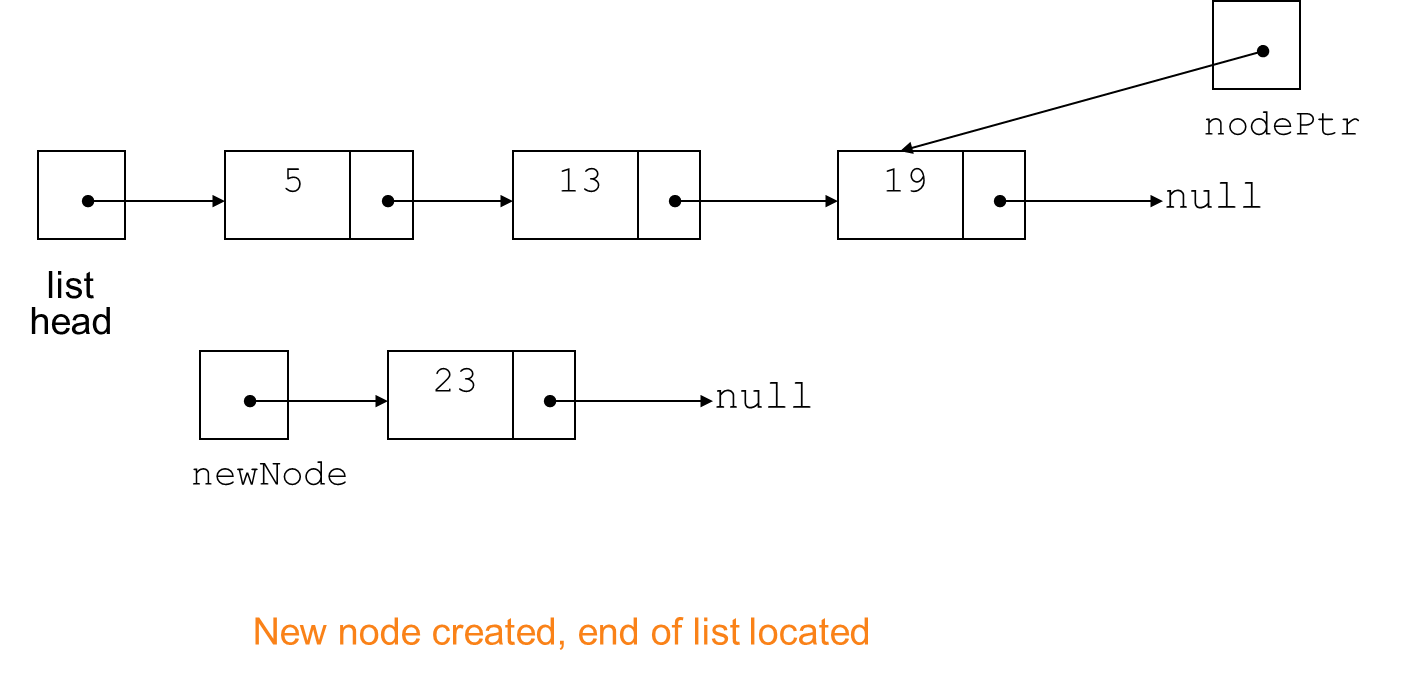 nodePtr
5
13
19
null
list
head
23
null
newNode
New node created, end of list located